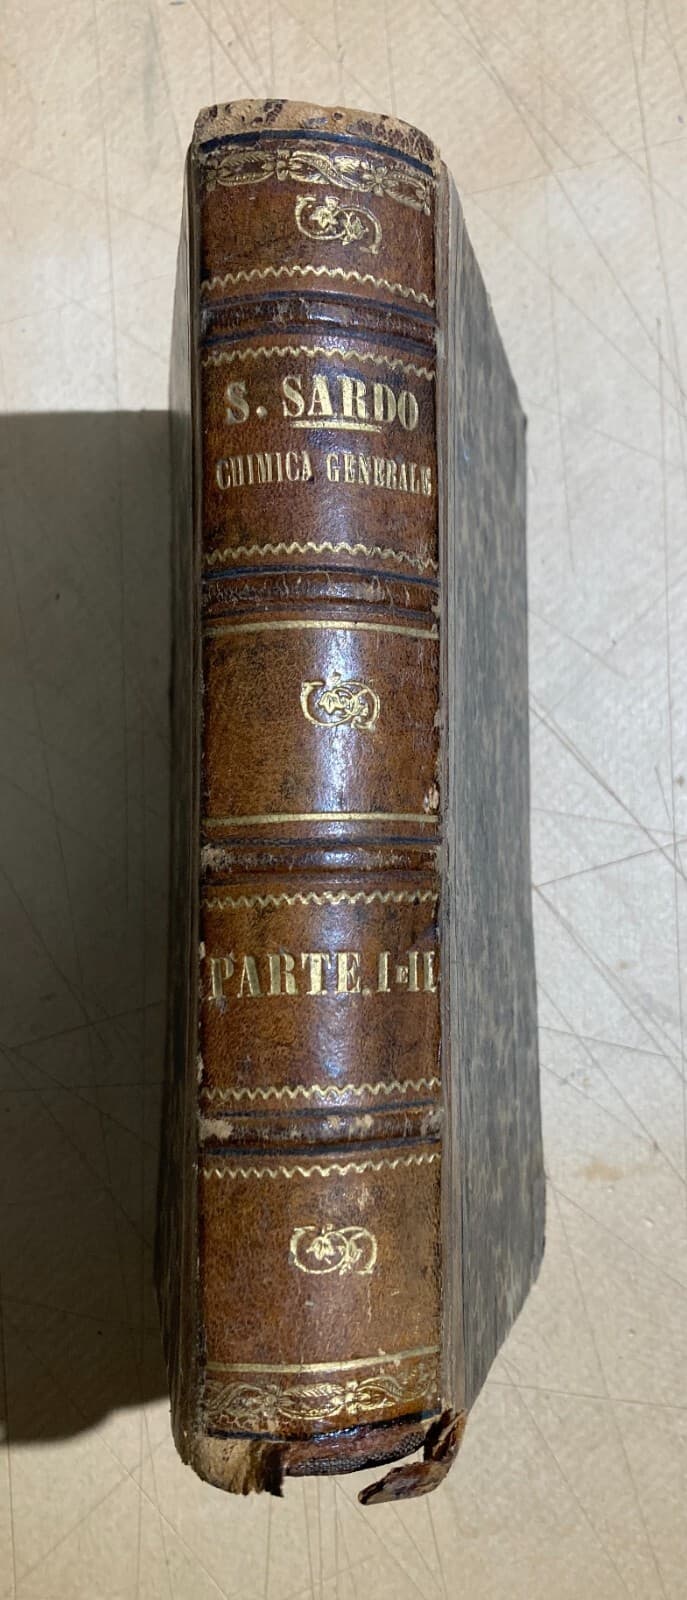 S. SARDO
CHIMICA GENERALE
PARTE. I E II